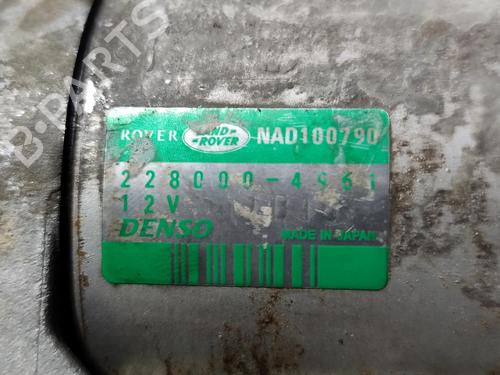 B-PARTS
ROVER LAND-ROVER NAD100790
228000-4961
12V
DENSO MADE IN JAPAN